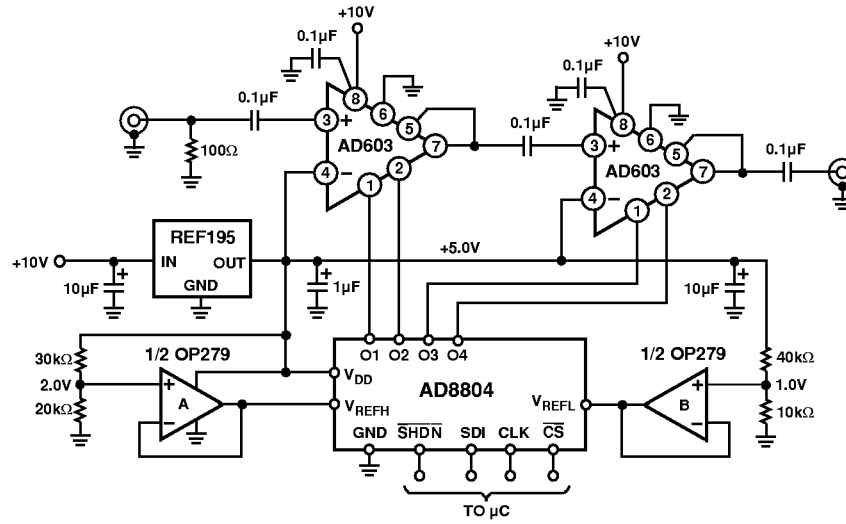 +10V
0.1µF
+10V
0.1µF
0.1µF
8
6
5
7
3
+
AD603
4
−
2
1
100Ω
0.1µF
8
6
5
7
3
+
AD603
4
−
2
1
0.1µF
REF195
+10V
IN
OUT
GND
+5.0V
10µF
+
1µF
+
10µF
+
30kΩ
1/2 OP279
2.0V
20kΩ
+
A
−
O1
O2
O3
O4
VDD
AD8804
VREFH
VREFL
GND
S̅H̅D̅N̅
SDI
CLK
C̅S̅
1/2 OP279
40kΩ
+
1.0V
B
−
10kΩ
TO µC